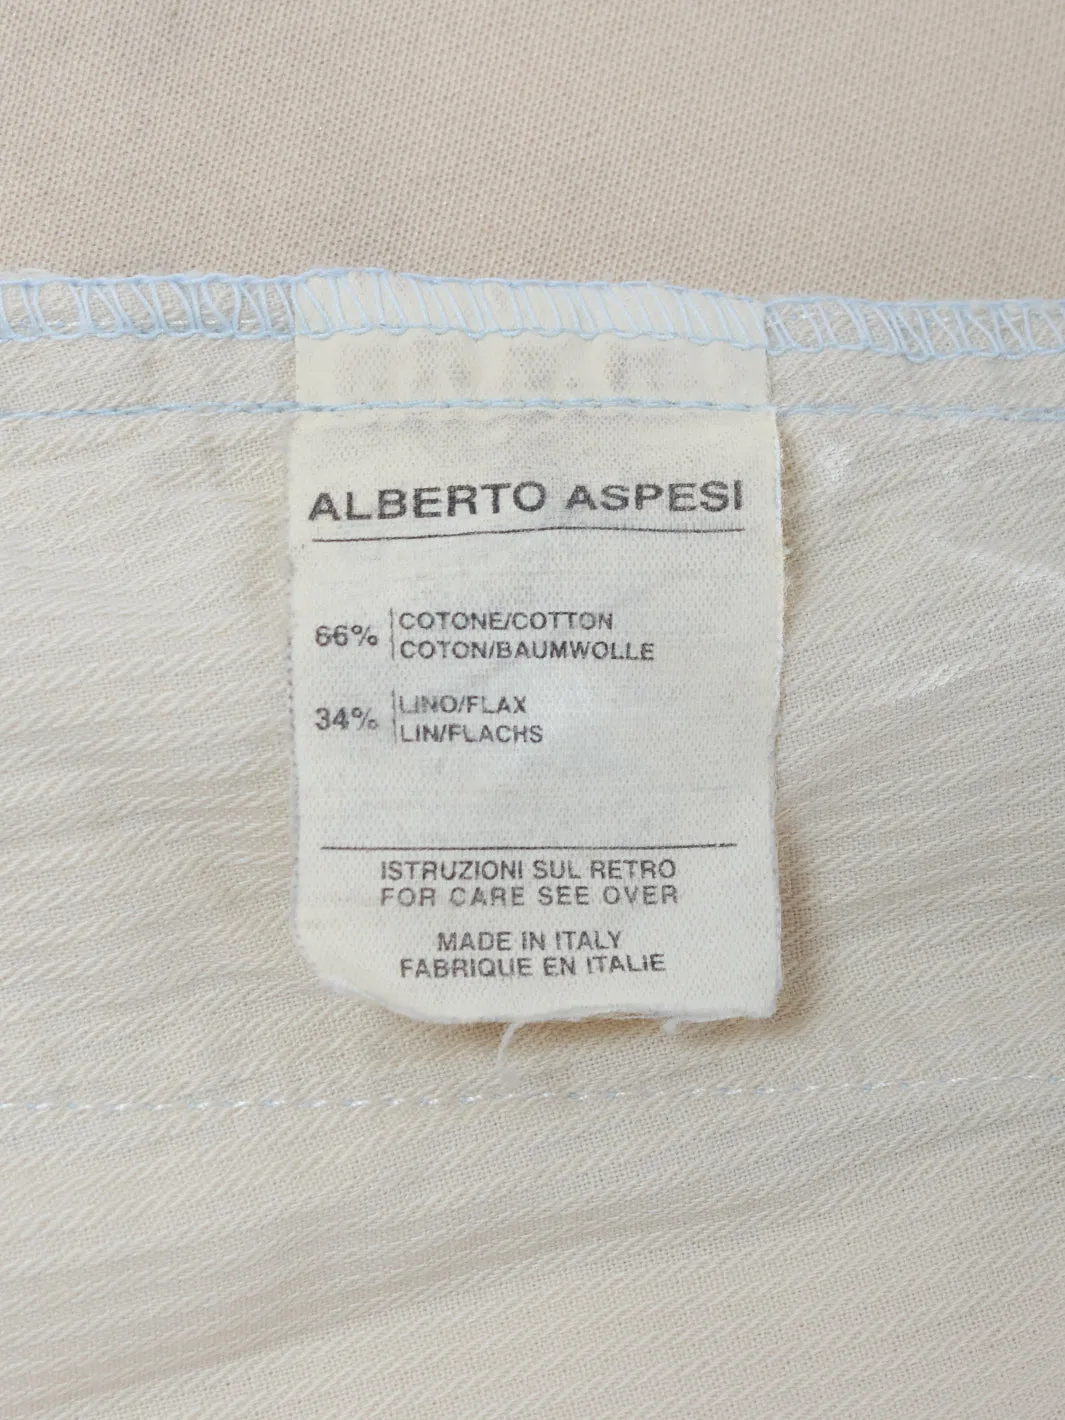 ALBERTO ASPESI
66% COTONE/COTTON
COTON/BAUMWOLLE
34% LINO/FLAX
LIN/FLACHS
ISTRUZIONI SUL RETRO
FOR CARE SEE OVER
MADE IN ITALY
FABRIQUE EN ITALIE